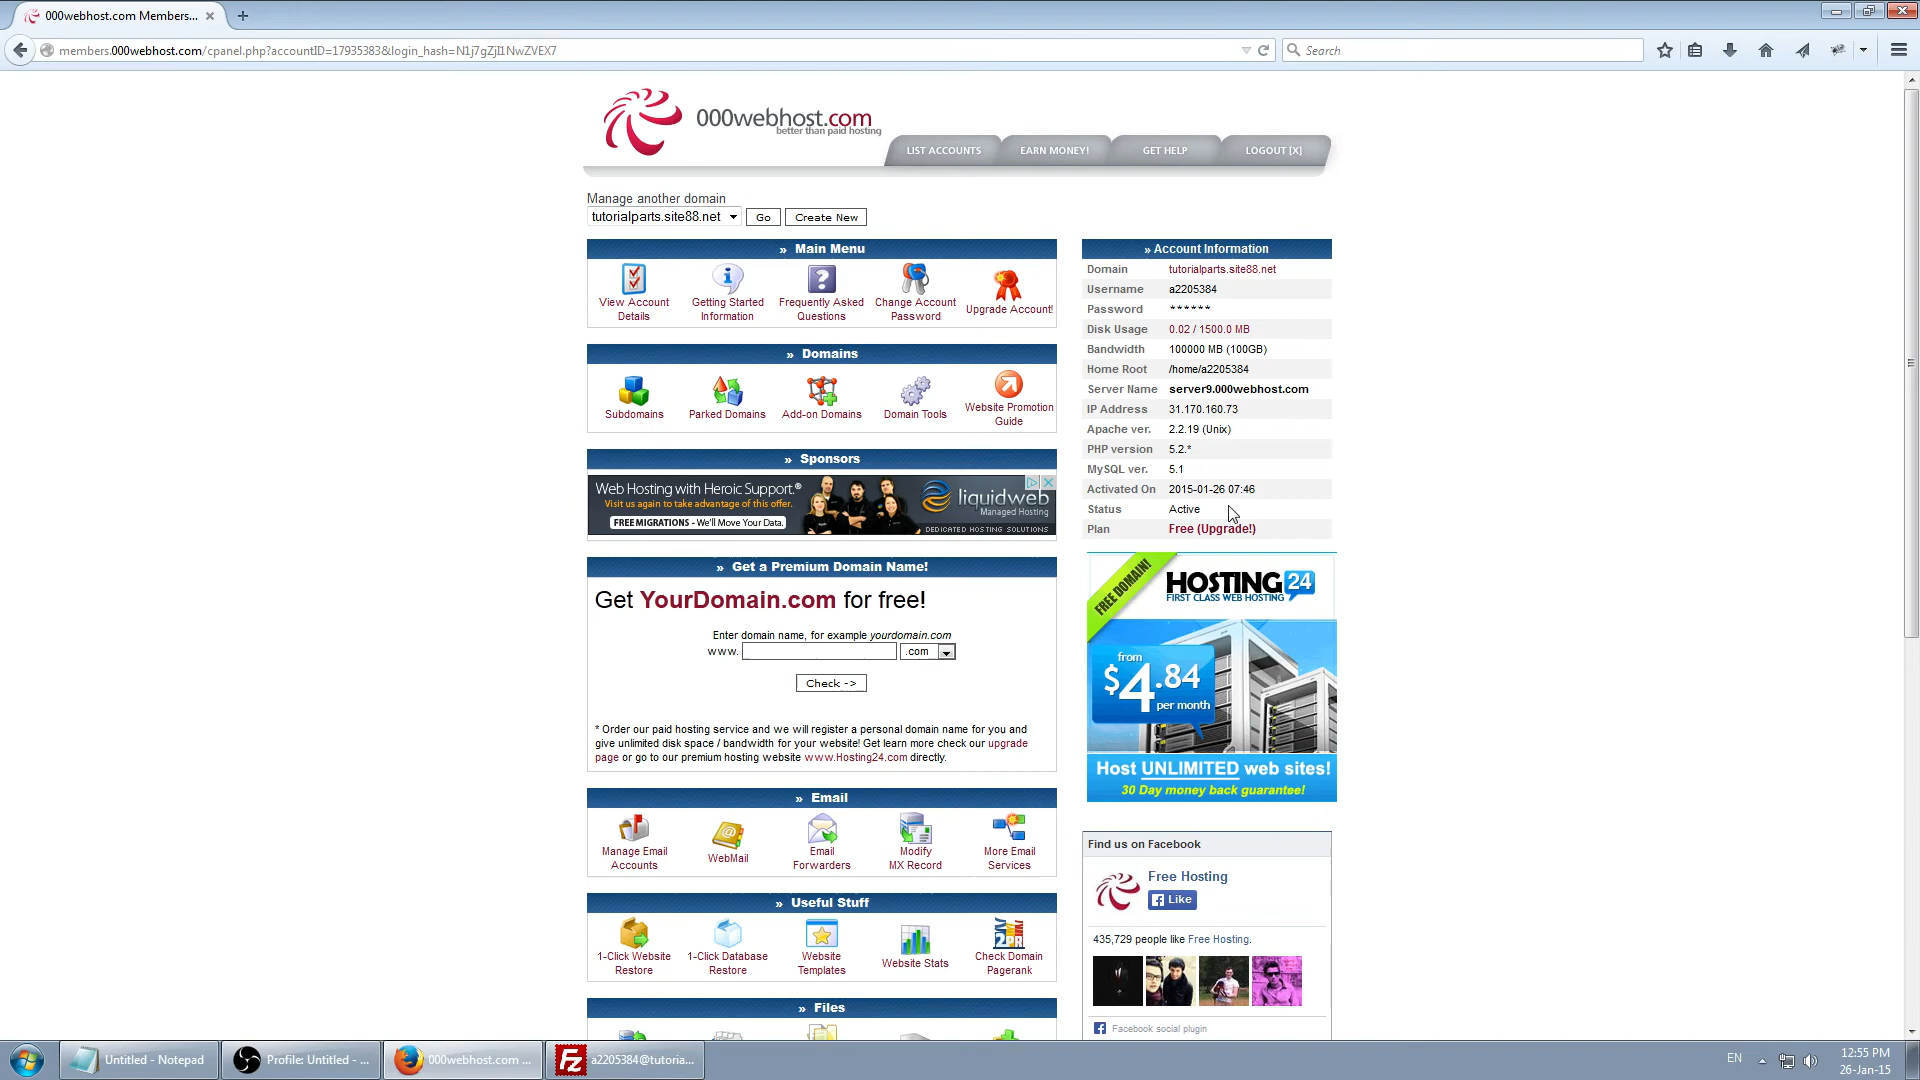 000webhost.com Members...
members.000webhost.com/cpanel.php?accountID=17935383&login_hash=N1j7gZjI1NwZVEX7
Search
000webhost.com
better than paid hosting
LIST ACCOUNTS
EARN MONEY!
GET HELP
LOGOUT [X]
Manage another domain
tutorialparts.site88.net
Go
Create New
» Main Menu
View Account
Details
Getting Started
Information
Frequently Asked
Questions
Change Account
Password
Upgrade Account!
» Domains
Subdomains
Parked Domains
Add-on Domains
Domain Tools
Website Promotion
Guide
» Sponsors
Web Hosting with Heroic Support.®
Visit us again to take advantage of this offer.
FREE MIGRATIONS - We'll Move Your Data.
liquidweb
Managed Hosting
DEDICATED HOSTING SOLUTIONS
» Get a Premium Domain Name!
Get YourDomain.com for free!
Enter domain name, for example yourdomain.com
www.
.com
Check ->
* Order our paid hosting service and we will register a personal domain name for you and
give unlimited disk space / bandwidth for your website! Get learn more check our upgrade
page or go to our premium hosting website www.Hosting24.com directly.
» Email
Manage Email
Accounts
WebMail
Email
Forwarders
Modify
MX Record
More Email
Services
» Useful Stuff
1-Click Website
Restore
1-Click Database
Restore
Website
Templates
Website Stats
Check Domain
Pagerank
» Files
» Account Information
Domain tutorialparts.site88.net
Username a2205384
Password ******
Disk Usage 0.02 / 1500.0 MB
Bandwidth 100000 MB (100GB)
Home Root /home/a2205384
Server Name server9.000webhost.com
IP Address 31.170.160.73
Apache ver. 2.2.19 (Unix)
PHP version 5.2.*
MySQL ver. 5.1
Activated On 2015-01-26 07:46
Status Active
Plan Free (Upgrade!)
FREE DOMAIN!
HOSTING 24
FIRST CLASS WEB HOSTING
from
$4.84
per month
Host UNLIMITED web sites!
30 Day money back guarantee!
Find us on Facebook
Free Hosting
Like
435,729 people like Free Hosting.
Facebook social plugin
Untitled - Notepad
Profile: Untitled - ...
000webhost.com ...
a2205384@tutoria...
EN
12:55 PM
26-Jan-15